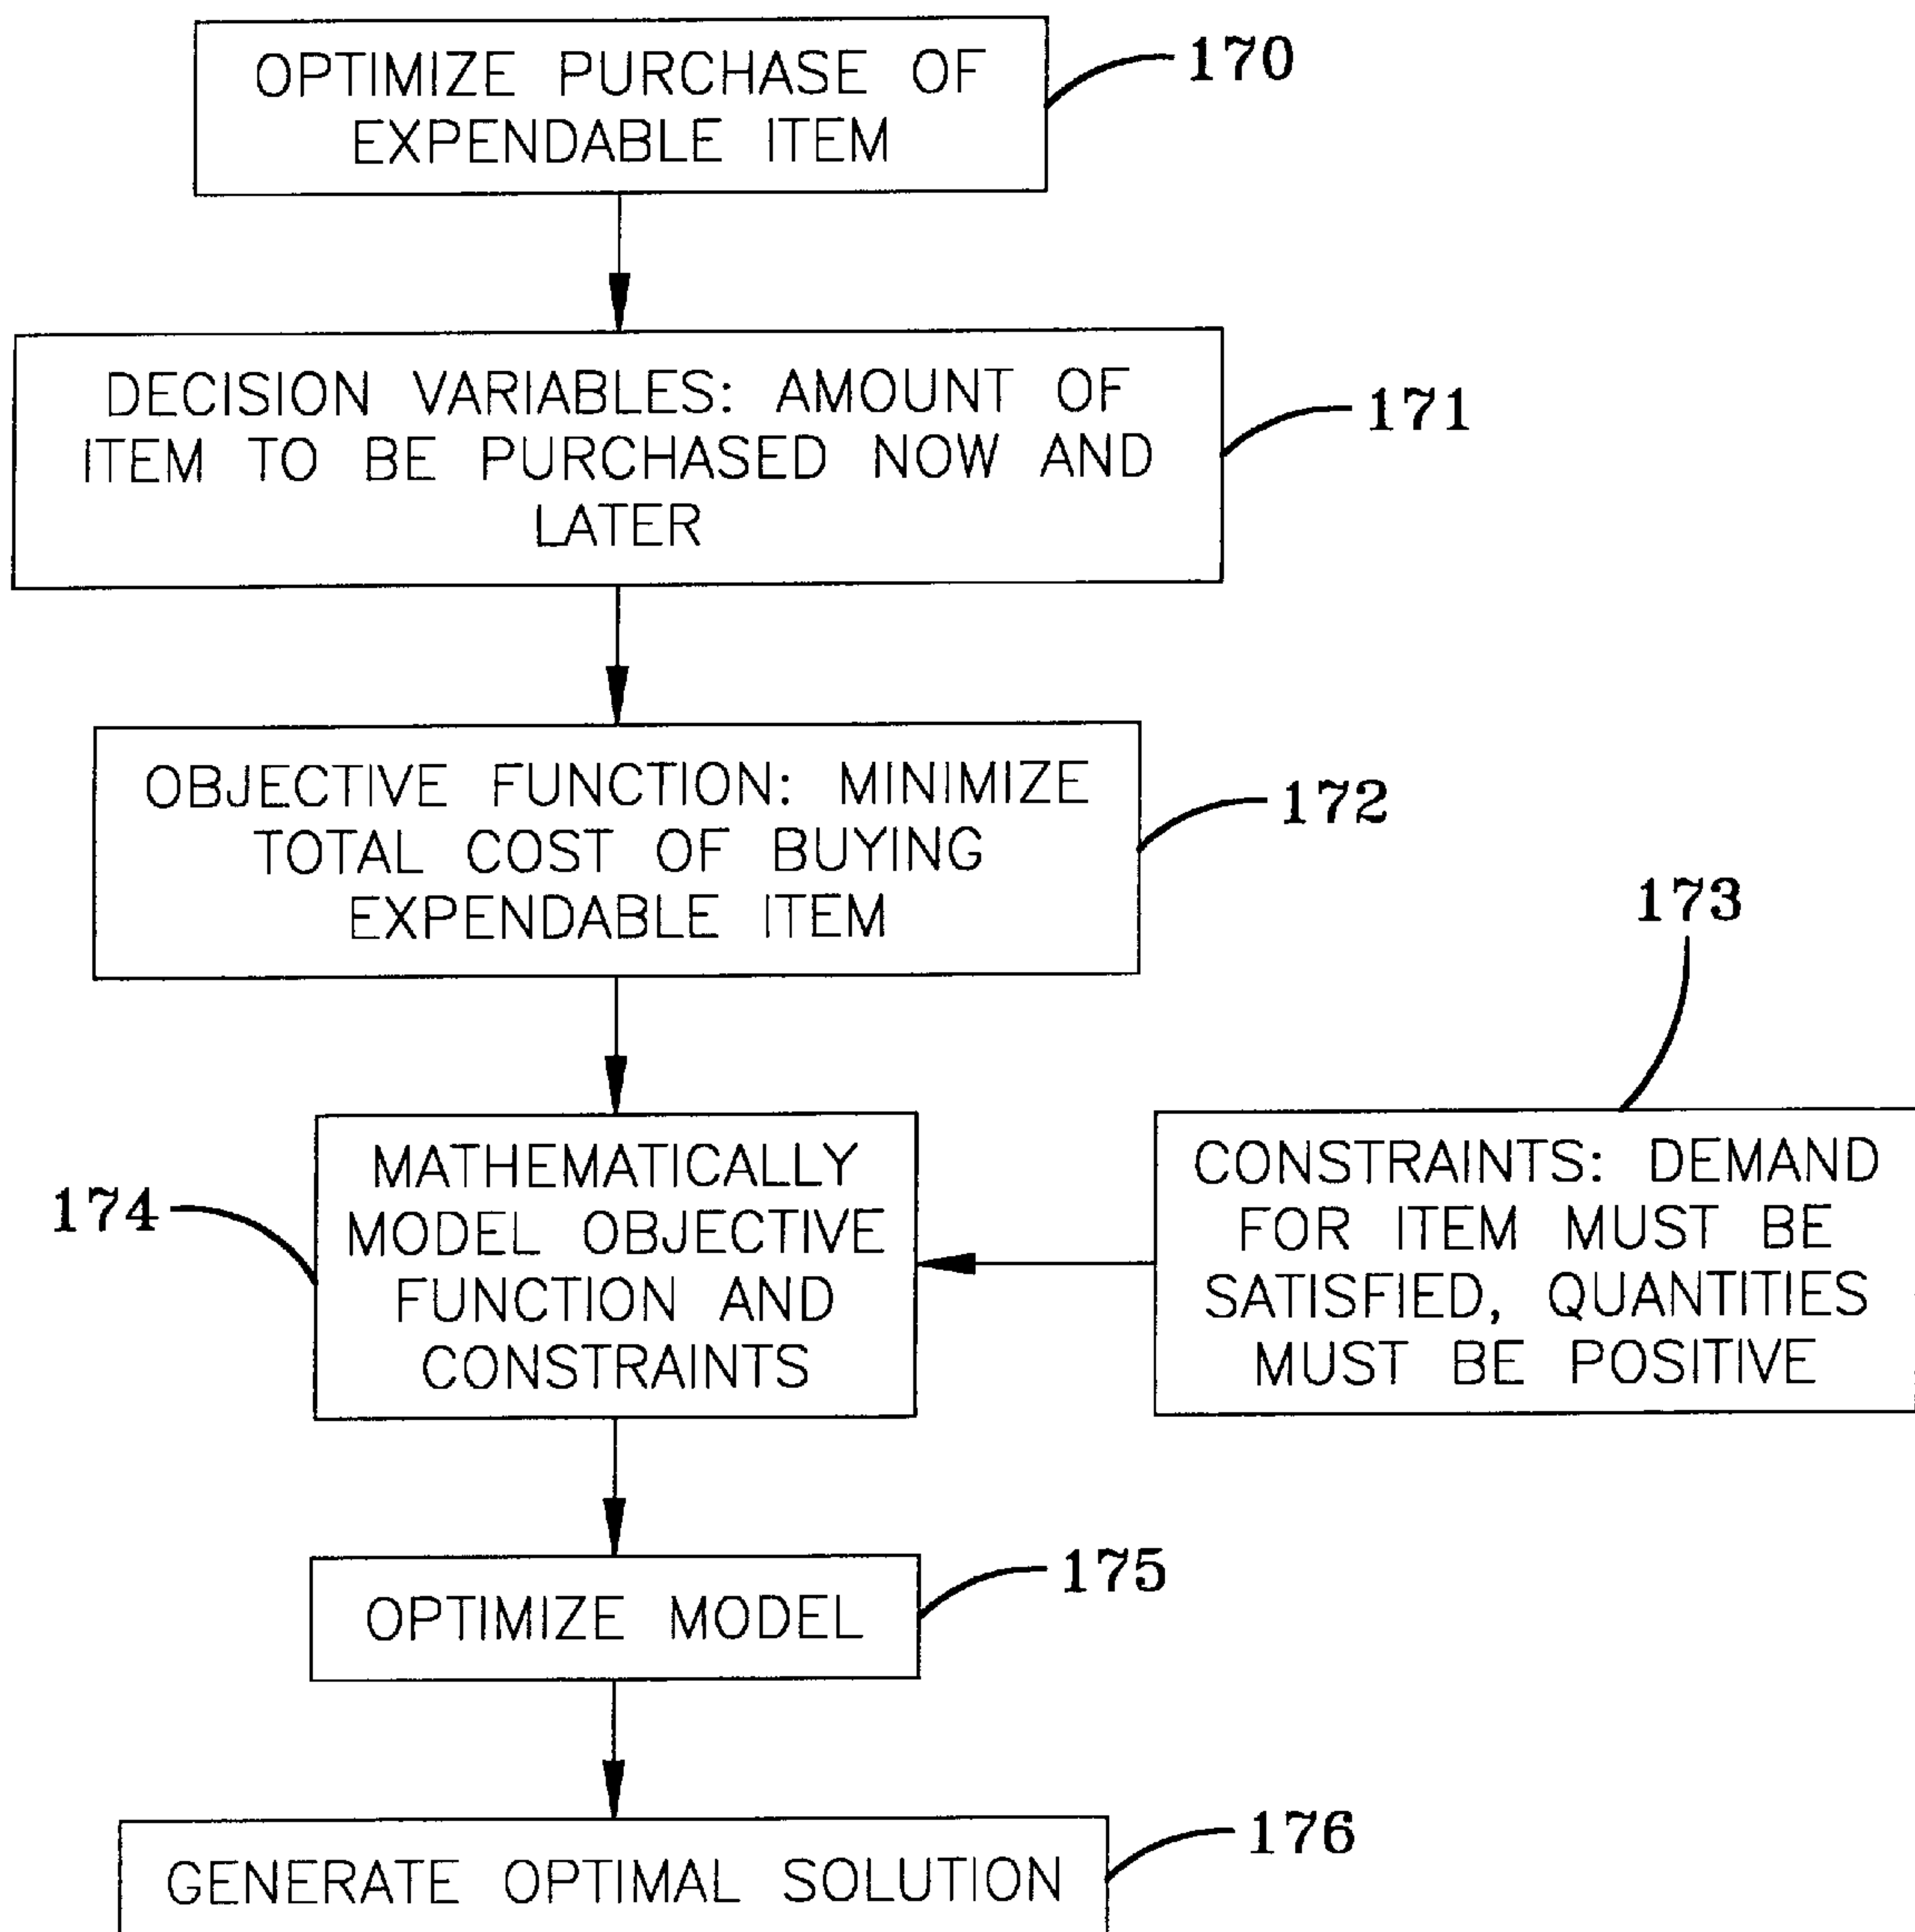 OPTIMIZE PURCHASE OF
EXPENDABLE ITEM
170
DECISION VARIABLES: AMOUNT OF
ITEM TO BE PURCHASED NOW AND
LATER
171
OBJECTIVE FUNCTION: MINIMIZE
TOTAL COST OF BUYING
EXPENDABLE ITEM
172
173
CONSTRAINTS: DEMAND
FOR ITEM MUST BE
SATISFIED, QUANTITIES
MUST BE POSITIVE
174
MATHEMATICALLY
MODEL OBJECTIVE
FUNCTION AND
CONSTRAINTS
OPTIMIZE MODEL
175
GENERATE OPTIMAL SOLUTION
176